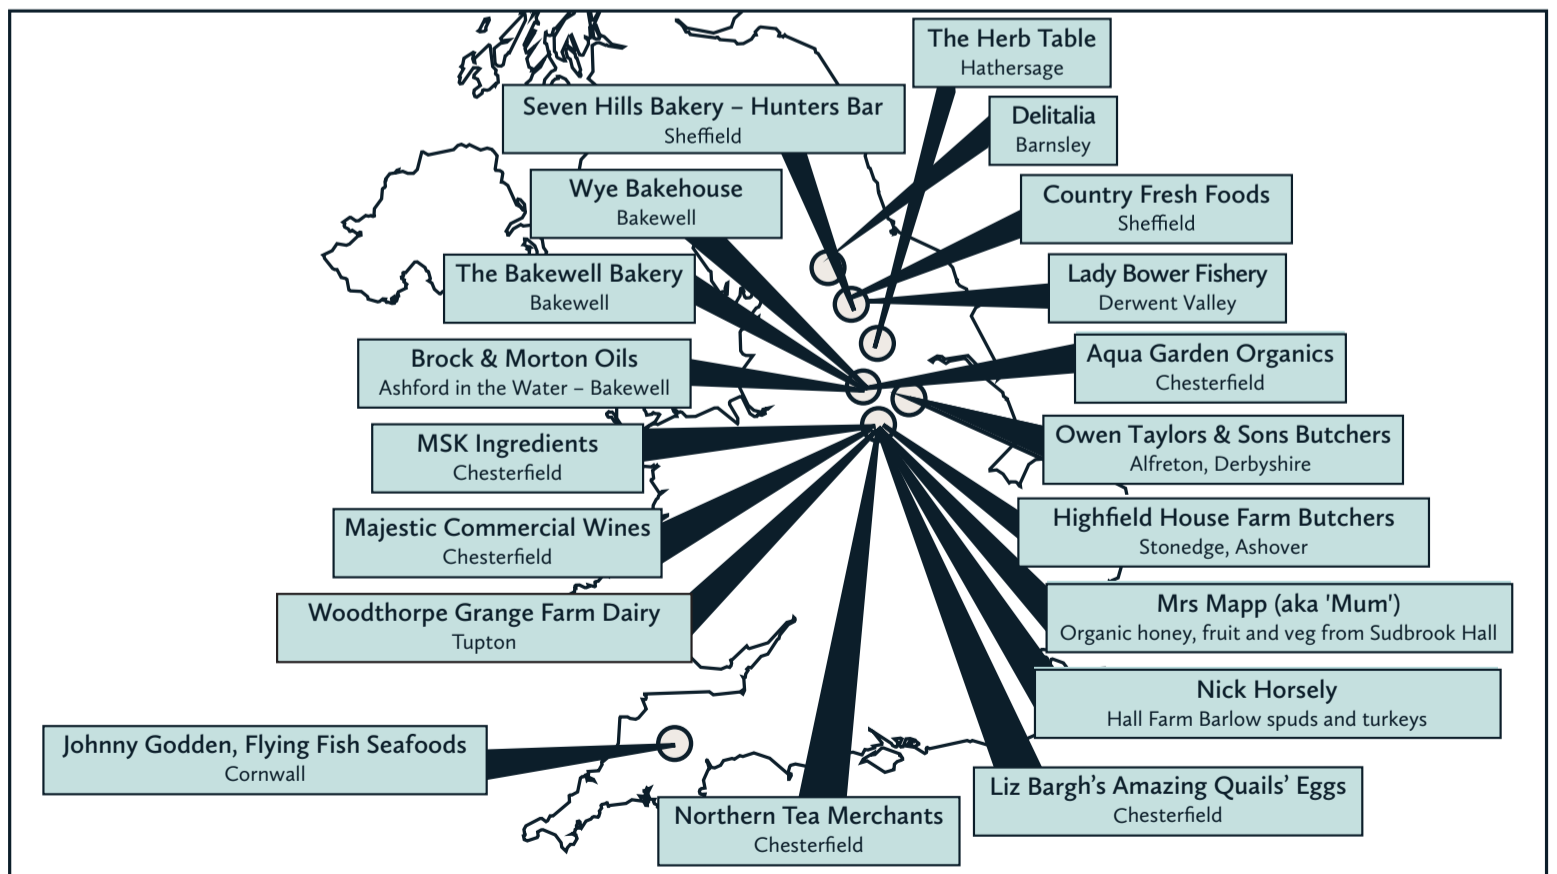 The Herb Table
Hathersage
Seven Hills Bakery – Hunters Bar
Sheffield
Delitalia
Barnsley
Wye Bakehouse
Bakewell
Country Fresh Foods
Sheffield
The Bakewell Bakery
Bakewell
Lady Bower Fishery
Derwent Valley
Brock & Morton Oils
Ashford in the Water – Bakewell
Aqua Garden Organics
Chesterfield
MSK Ingredients
Chesterfield
Owen Taylors & Sons Butchers
Alfreton, Derbyshire
Majestic Commercial Wines
Chesterfield
Highfield House Farm Butchers
Stonedge, Ashover
Woodthorpe Grange Farm Dairy
Tupton
Mrs Mapp (aka 'Mum')
Organic honey, fruit and veg from Sudbrook Hall
Nick Horsely
Hall Farm Barlow spuds and turkeys
Johnny Godden, Flying Fish Seafoods
Cornwall
Liz Bargh’s Amazing Quails’ Eggs
Chesterfield
Northern Tea Merchants
Chesterfield